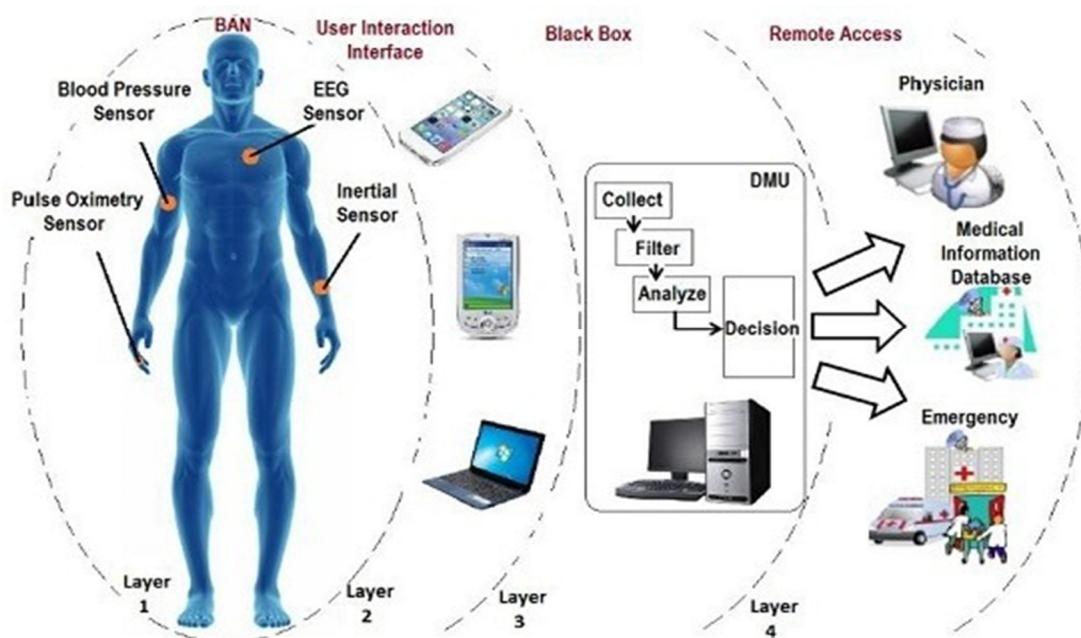 BAN
User Interaction
Interface
Black Box
Remote Access
Blood Pressure
Sensor
EEG
Sensor
Pulse Oximetry
Sensor
Inertial
Sensor
DMU
Collect
Filter
Analyze
Decision
Physician
Medical
Information
Database
Emergency
Layer
1
Layer
2
Layer
3
Layer
4